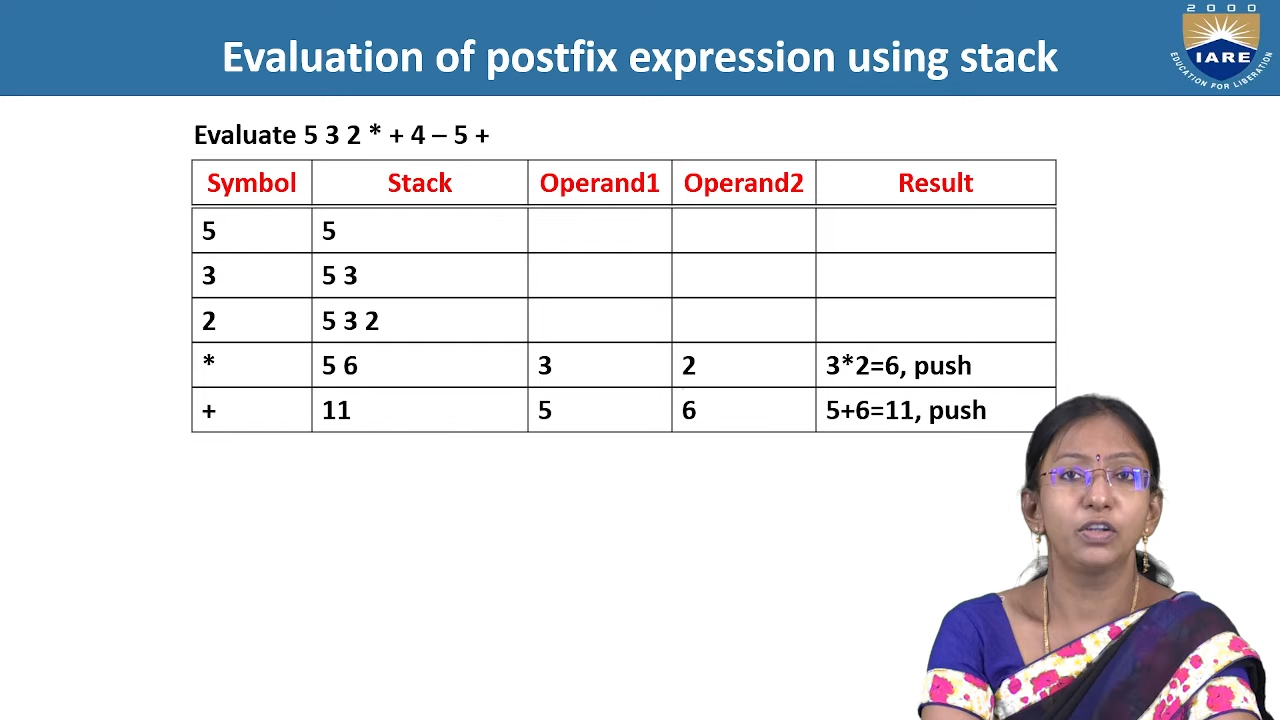 2000
IARE
EDUCATION FOR LIBERATION
Evaluation of postfix expression using stack
Evaluate 5 3 2 * + 4 – 5 +
Symbol Stack Operand1 Operand2 Result
5 5
3 5 3
2 5 3 2
* 5 6 3 2 3*2=6, push
+ 11 5 6 5+6=11, push